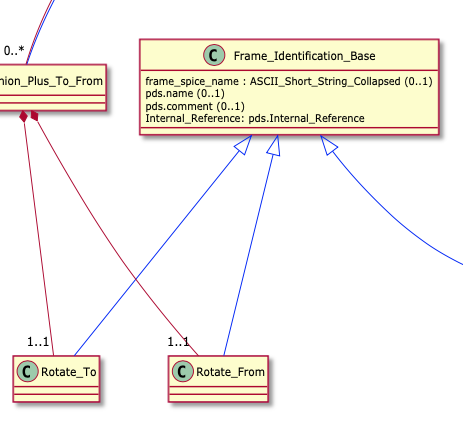 0..*
C Frame_Identification_Base
nion_Plus_To_From
frame_spice_name : ASCII_Short_String_Collapsed (0..1)
pds.name (0..1)
pds.comment (0..1)
Internal_Reference: pds.Internal_Reference
1..1
1..1
C Rotate_To
C Rotate_From